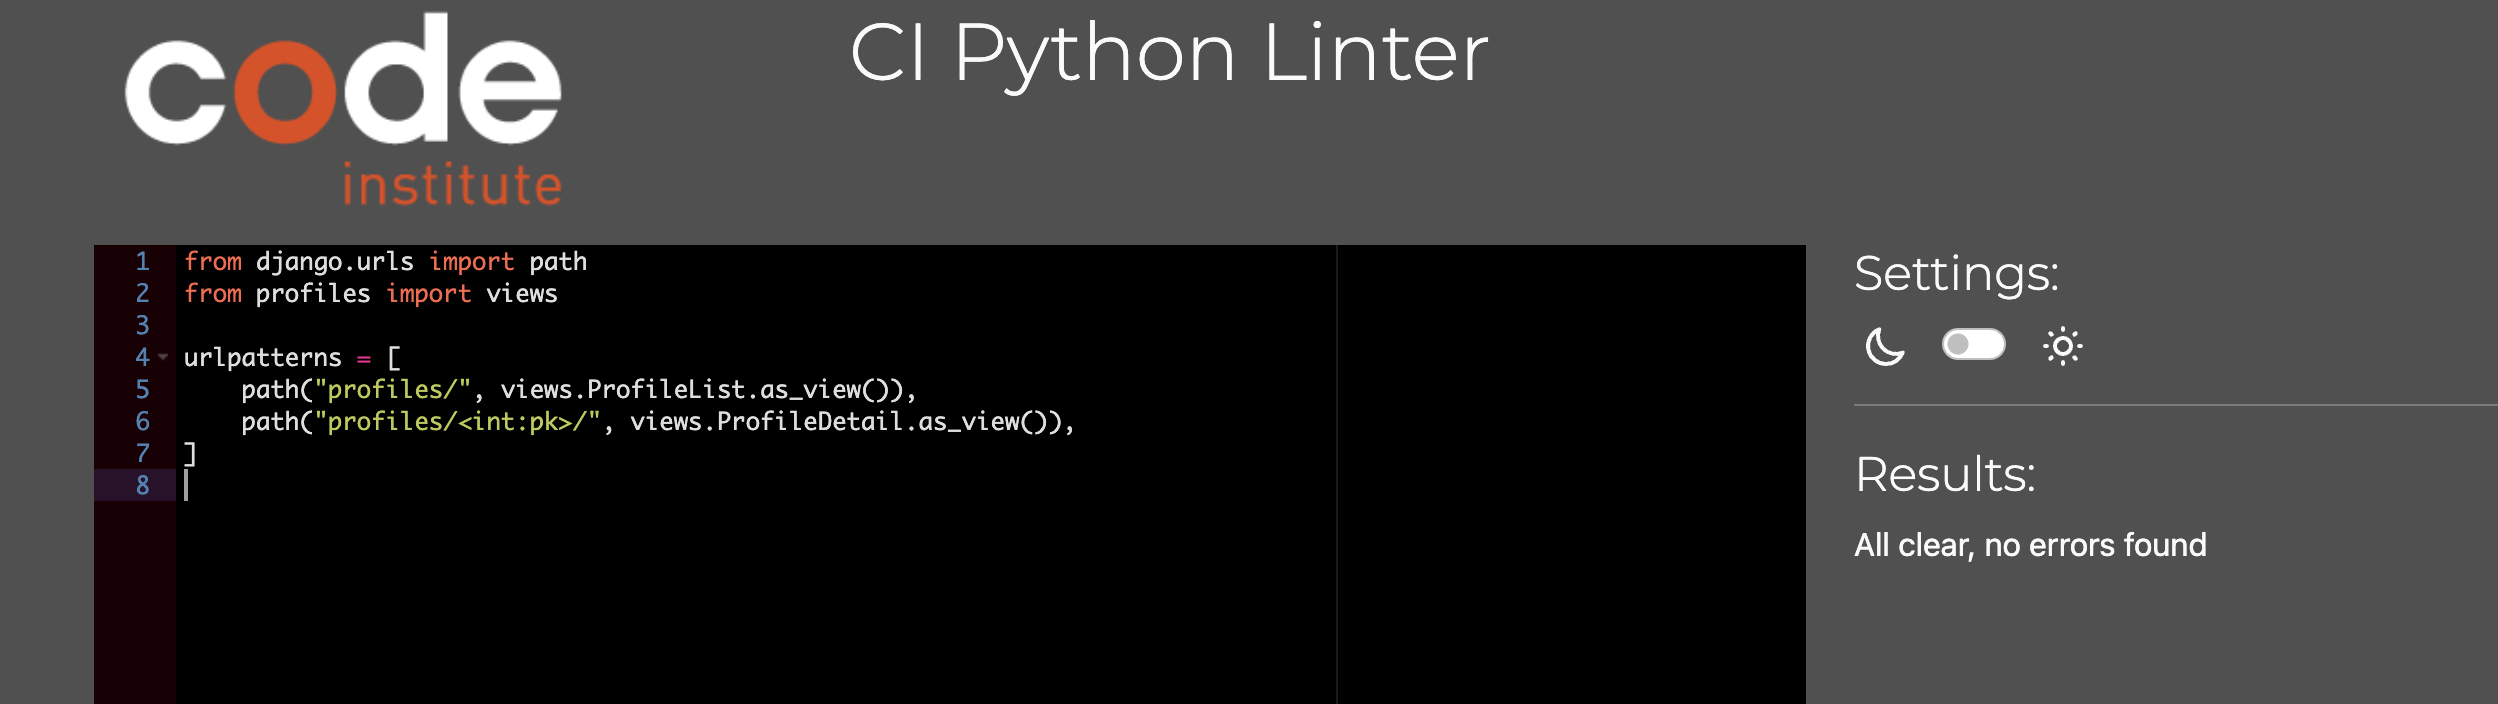 code
institute
CI Python Linter
1 from django.urls import path
2 from profiles import views
3
4 urlpatterns = [
5     path("profiles/", views.ProfileList.as_view()),
6     path("profiles/<int:pk>/", views.ProfileDetail.as_view()),
7 ]
8
Settings:
Results:
All clear, no errors found